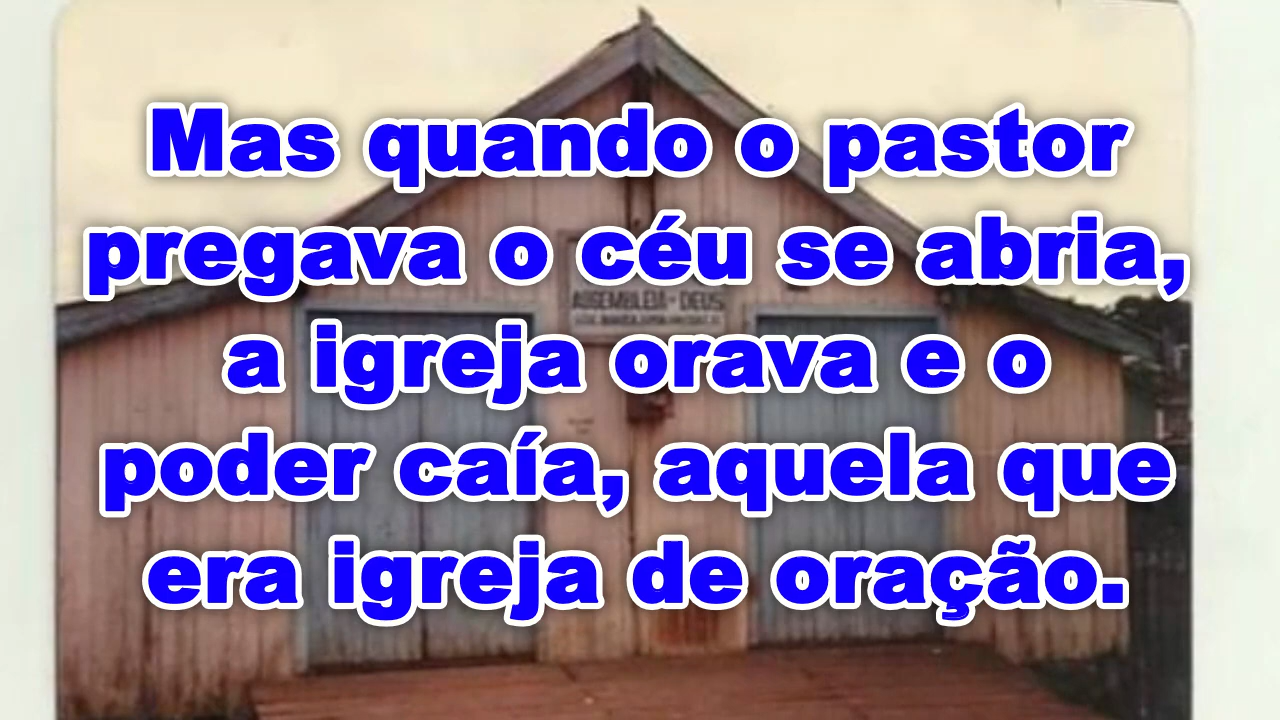 Mas quando o pastor
pregava o céu se abria,
a igreja orava e o
poder caía, aquela que
era igreja de oração.
ASSEMBLEIA DE DEUS